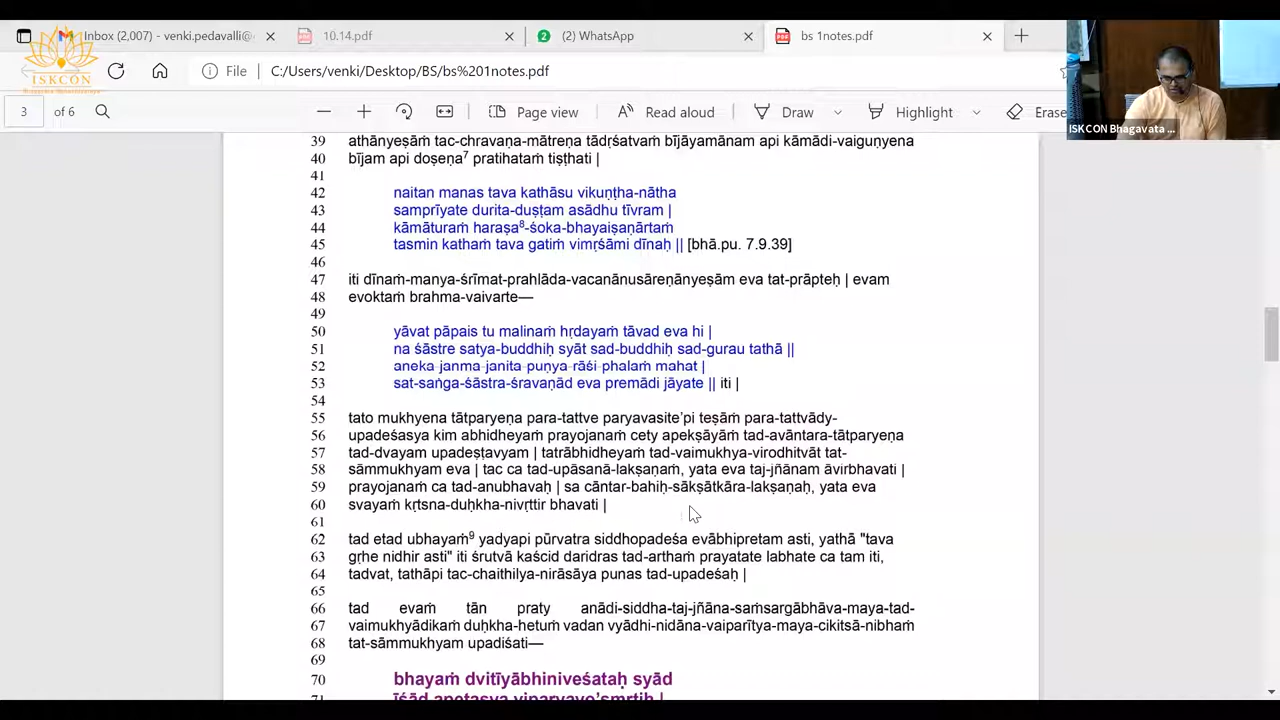 Inbox (2,007) - venki.pedavalli@
10.14.pdf
2
(2) WhatsApp
bs 1notes.pdf
ISKCON
File
C:/Users/venki/Desktop/BS/bs%201notes.pdf
3 of 6
Page view
Read aloud
Draw
Highlight
Erase
ISKCON Bhagavata ...
39 athānyeṣāṁ tac-chravaṇa-mātreṇa tādṛśatvaṁ bījāyamānam api kāmādi-vaiguṇyena
40 bījam api doṣeṇa7 pratihataṁ tiṣṭhati |
41
42 naitan manas tava kathāsu vikuṇṭha-nātha
43 samprīyate durita-duṣṭam asādhu tīvram |
44 kāmāturaṁ haraṣa8-śoka-bhayaiṣaṇārtaṁ
45 tasmin kathaṁ tava gatiṁ vimṛśāmi dīnaḥ || [bhā.pu. 7.9.39]
46
47 iti dīnaṁ-manya-śrīmat-prahlāda-vacanānusāreṇānyeṣām eva tat-prāpteḥ | evam
48 evoktaṁ brahma-vaivarte—
49
50 yāvat pāpais tu malinaṁ hṛdayaṁ tāvad eva hi |
51 na śāstre satya-buddhiḥ syāt sad-buddhiḥ sad-gurau tathā ||
52 aneka-janma-janita-puṇya-rāśi-phalaṁ mahat |
53 sat-saṅga-śāstra-śravaṇād eva premādi jāyate || iti |
54
55 tato mukhyena tātparyeṇa para-tattve paryavasite’pi teṣāṁ para-tattvādy-
56 upadeśasya kim abhidheyaṁ prayojanaṁ cety apekṣāyāṁ tad-avāntara-tātparyeṇa
57 tad-dvayam upadeṣṭavyam | tatrābhidheyaṁ tad-vaimukhya-virodhitvāt tat-
58 sāmmukhyam eva | tac ca tad-upāsanā-lakṣaṇaṁ, yata eva taj-jñānam āvirbhavati |
59 prayojanaṁ ca tad-anubhavaḥ | sa cāntar-bahiḥ-sākṣātkāra-lakṣaṇaḥ, yata eva
60 svayaṁ kṛtsna-duḥkha-nivṛttir bhavati |
61
62 tad etad ubhayaṁ9 yadyapi pūrvatra siddhopadeśa evābhipretam asti, yathā "tava
63 gṛhe nidhir asti" iti śrutvā kaścid daridras tad-arthaṁ prayatate labhate ca tam iti,
64 tadvat, tathāpi tac-chaithilya-nirāsāya punas tad-upadeśaḥ |
65
66 tad evaṁ tān praty anādi-siddha-taj-jñāna-saṁsargābhāva-maya-tad-
67 vaimukhyādikaṁ duḥkha-hetuṁ vadan vyādhi-nidāna-vaiparītya-maya-cikitsā-nibhaṁ
68 tat-sāmmukhyam upadiśati—
69
70 bhayaṁ dvitīyābhiniveśataḥ syād
71 īśād apetasya viparyayo’smṛtiḥ |